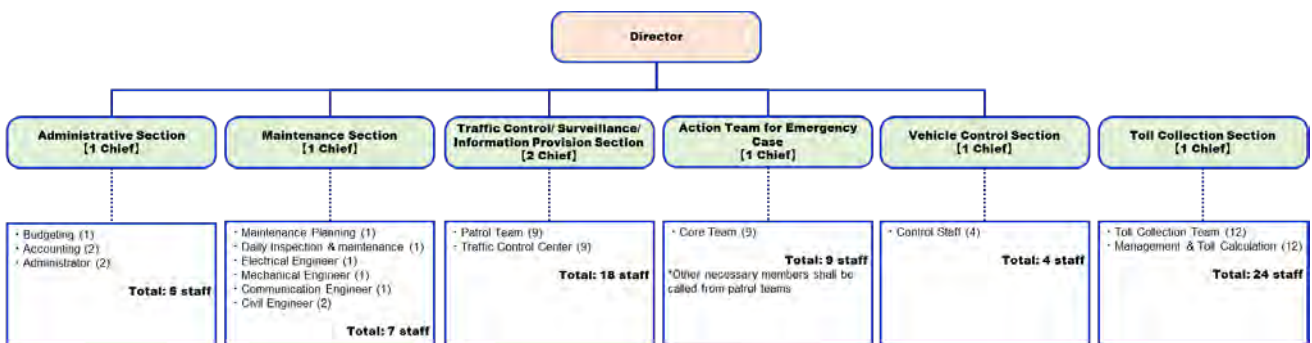 Director
Administrative Section
【1 Chief】
Maintenance Section
【1 Chief】
Traffic Control/ Surveillance/
Information Provision Section
【2 Chief】
Action Team for Emergency
Case
【1 Chief】
Vehicle Control Section
【1 Chief】
Toll Collection Section
【1 Chief】
・Budgeting (1)
・Accounting (2)
・Administrator (2)
Total: 5 staff
・Maintenance Planning (1)
・Daily Inspection & maintenance (1)
・Electrical Engineer (1)
・Mechanical Engineer (1)
・Communication Engineer (1)
・Civil Engineer (2)
Total: 7 staff
・Patrol Team (9)
・Traffic Control Center (9)
Total: 18 staff
・Core Team (9)
Total: 9 staff
*Other necessary members shall be
called from patrol teams
・Control Staff (4)
Total: 4 staff
・Toll Collection Team (12)
・Management & Toll Calculation (12)
Total: 24 staff